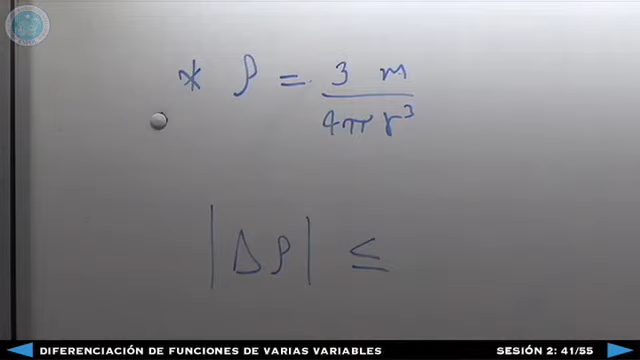 * ρ = 3 m / 4π r³
|Δρ| ≤
DIFERENCIACIÓN DE FUNCIONES DE VARIAS VARIABLES
SESIÓN 2: 41/55